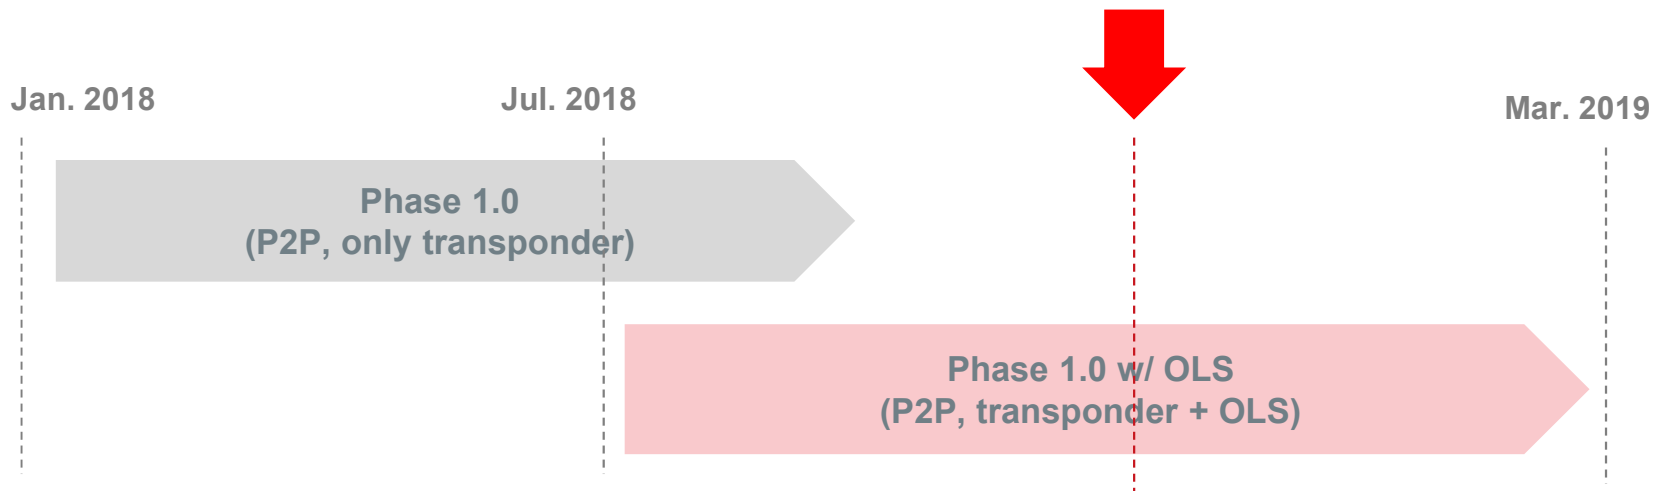 Jan. 2018
Jul. 2018
Mar. 2019
Phase 1.0
(P2P, only transponder)
Phase 1.0 w/ OLS
(P2P, transponder + OLS)